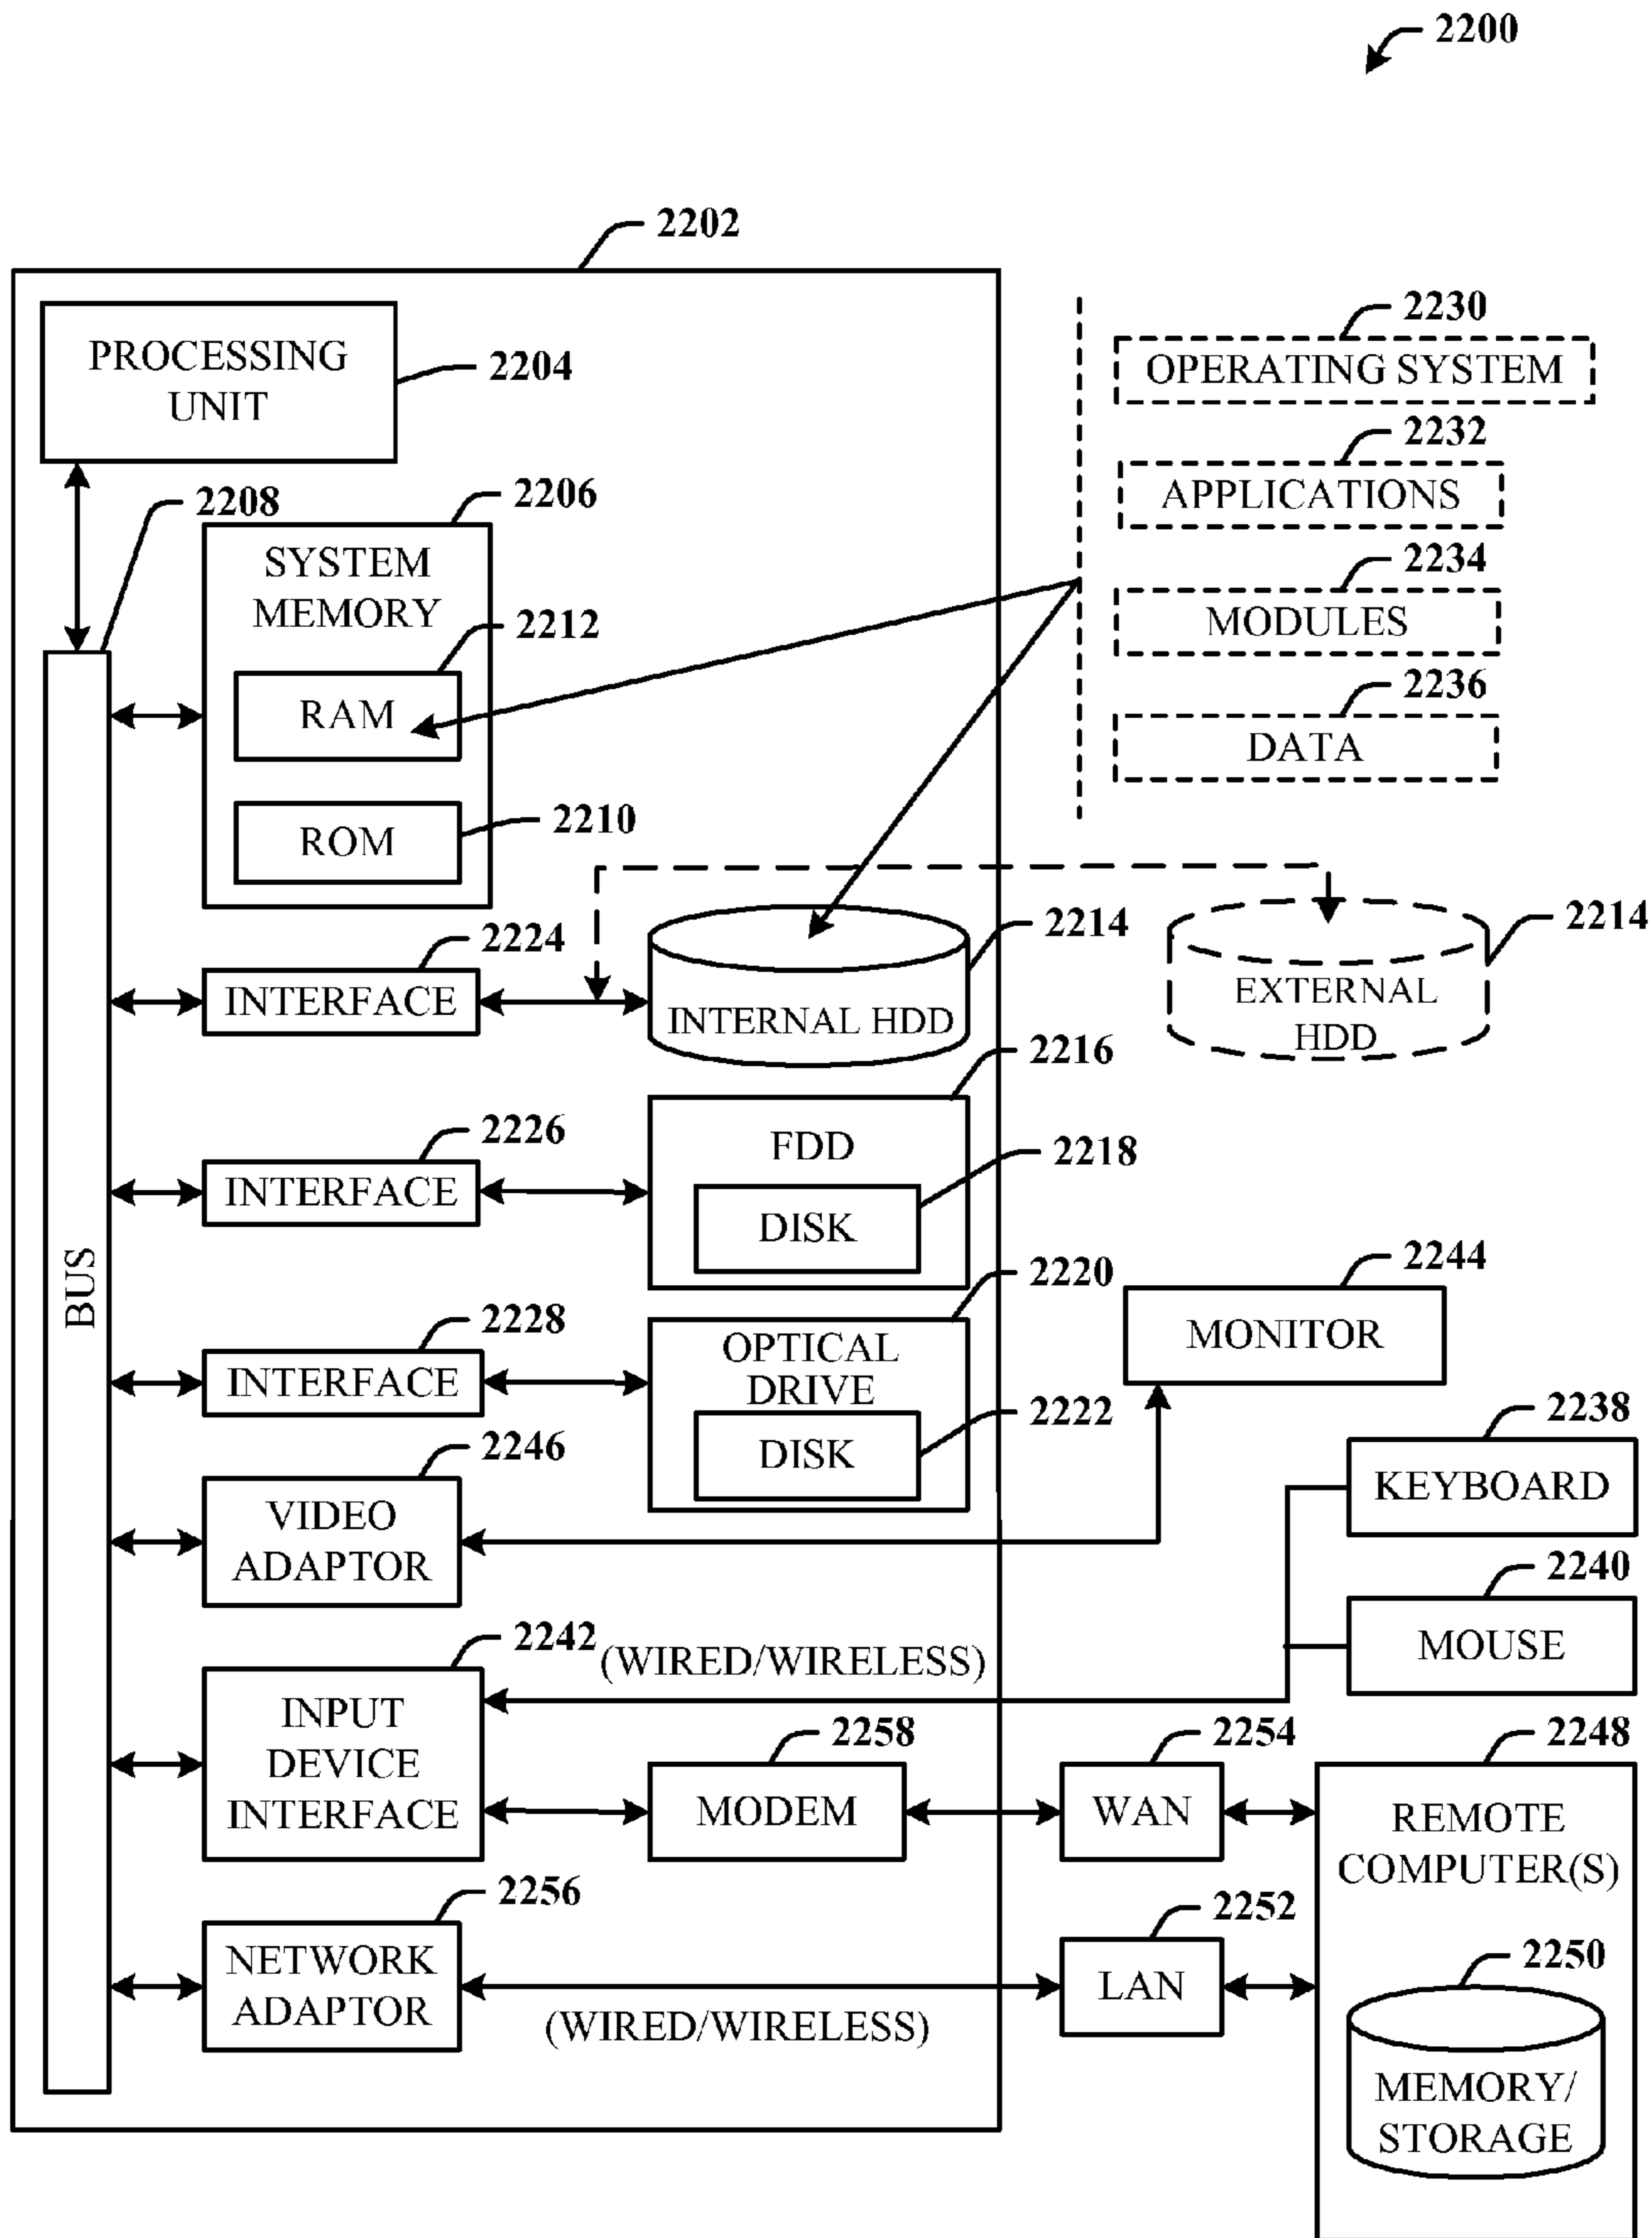 2200
2202
PROCESSING
UNIT
2204
2230
OPERATING SYSTEM
2232
APPLICATIONS
2234
MODULES
2236
DATA
2208
2206
SYSTEM
MEMORY
2212
RAM
2210
ROM
2224
INTERFACE
2214
INTERNAL HDD
2214
EXTERNAL
HDD
2216
FDD
2226
INTERFACE
2218
DISK
BUS
2220
OPTICAL
DRIVE
2228
INTERFACE
2222
DISK
2244
MONITOR
2246
VIDEO
ADAPTOR
2238
KEYBOARD
2240
MOUSE
2242
(WIRED/WIRELESS)
INPUT
DEVICE
INTERFACE
2258
MODEM
2254
WAN
2248
REMOTE
COMPUTER(S)
2256
NETWORK
ADAPTOR
(WIRED/WIRELESS)
2252
LAN
2250
MEMORY/
STORAGE